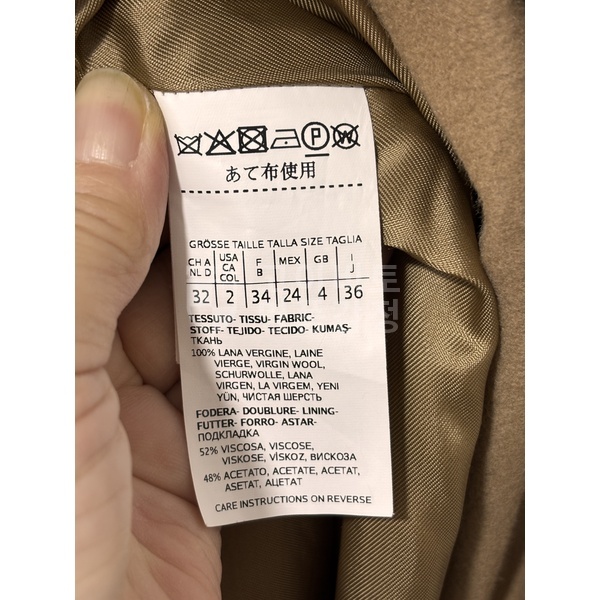 P
W
あて布使用
GRÖSSE TAILLE TALLA SIZE TAGLIA
CH A NL D | USA CA COL | F B | MEX | GB | I J
32 | 2 | 34 | 24 | 4 | 36
TESSUTO- TISSU- FABRIC-
STOFF- TEJIDO- TECIDO- KUMAŞ-
ТКАНЬ
100% LANA VERGINE, LAINE
VIERGE, VIRGIN WOOL,
SCHURWOLLE, LANA
VIRGEN, LA VIRGEM, YENI
YÜN, ЧИСТАЯ ШЕРСТЬ
FODERA- DOUBLURE- LINING-
FUTTER- FORRO- ASTAR-
ПОДКЛАДКА
52% VISCOSA, VISCOSE,
VISKOSE, VİSKOZ, ВИСКОЗА
48% ACETATO, ACETATE, ACETAT,
ASETAT, АЦЕТАТ
CARE INSTRUCTIONS ON REVERSE